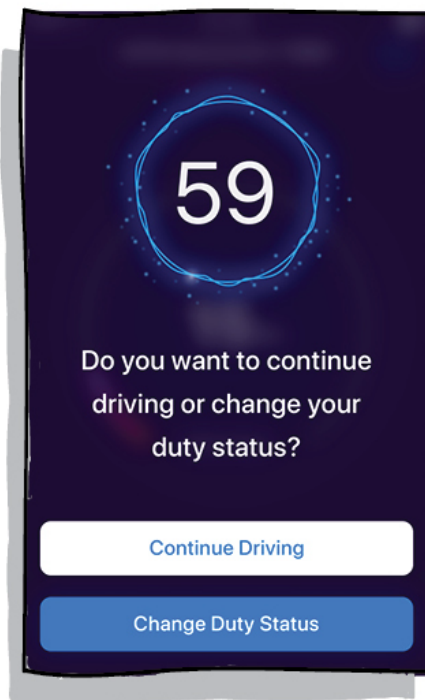 59
Do you want to continue
driving or change your
duty status?
Continue Driving
Change Duty Status